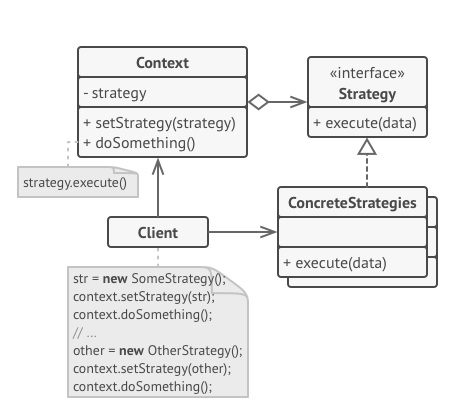 Context
- strategy
+ setStrategy(strategy)
+ doSomething()
«interface»
Strategy
+ execute(data)
strategy.execute()
ConcreteStrategies
+ execute(data)
Client
str = new SomeStrategy();
context.setStrategy(str);
context.doSomething();
// ...
other = new OtherStrategy();
context.setStrategy(other);
context.doSomething();